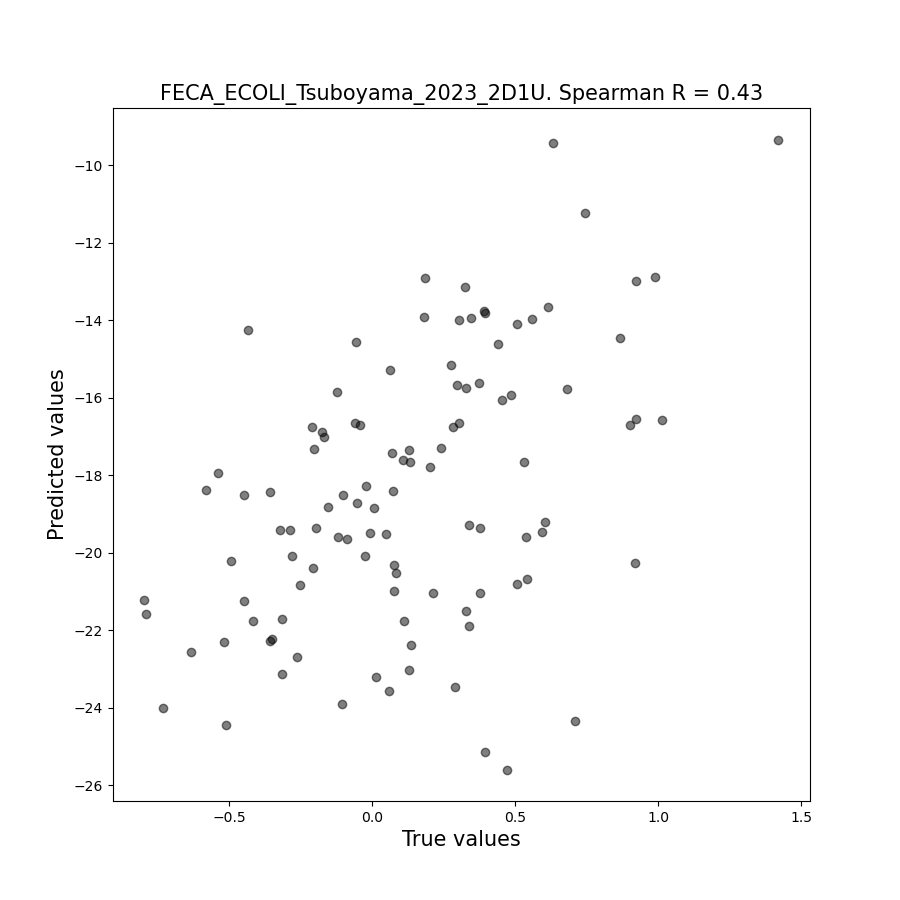 FECA_ECOLI_Tsuboyama_2023_2D1U. Spearman R = 0.43
−10
−12
−14
−16
−18
−20
−22
−24
−26
Predicted values
−0.5 0.0 0.5 1.0 1.5
True values